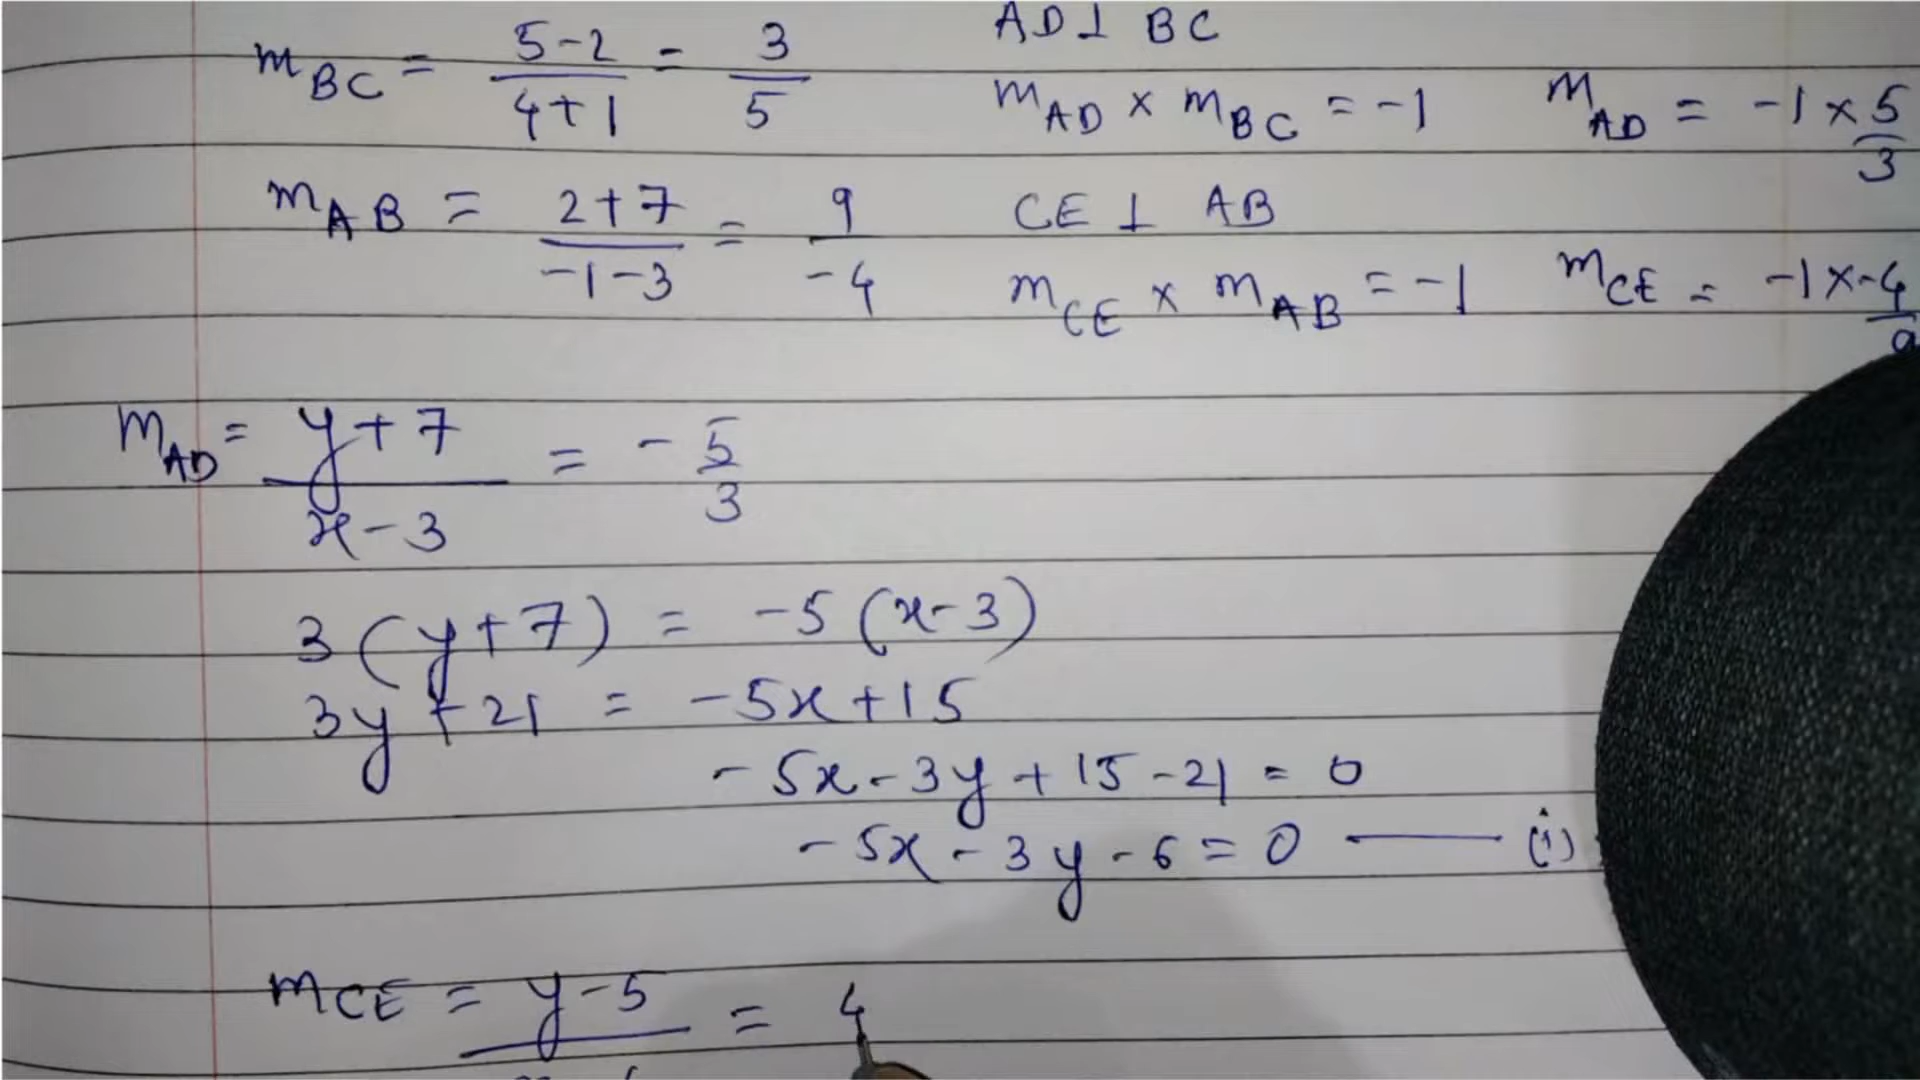 m_BC = (5-2)/(4+1) = 3/5
AD ⊥ BC
m_AD × m_BC = -1    m_AD = -1 × 5/3
m_AB = (2+7)/(-1-3) = 9/-4
CE ⊥ AB
m_CE × m_AB = -1    m_CE = -1 × -4/9
m_AD = (y+7)/(x-3) = -5/3
3(y+7) = -5(x-3)
3y+21 = -5x+15
-5x-3y+15-21 = 0
-5x-3y-6 = 0 —— (i)
m_CE = y-5 = 4